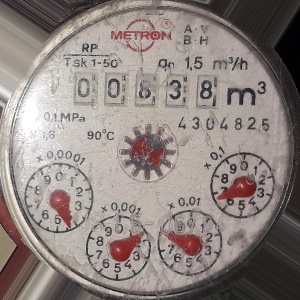 METRON
A·V
B·H
RP
Tsk 1-50
qn 1,5 m³/h
00838 m³
0,1 MPa
4304825
90°C
x 0,0001
x 0,001
x 0,01
x 0,1